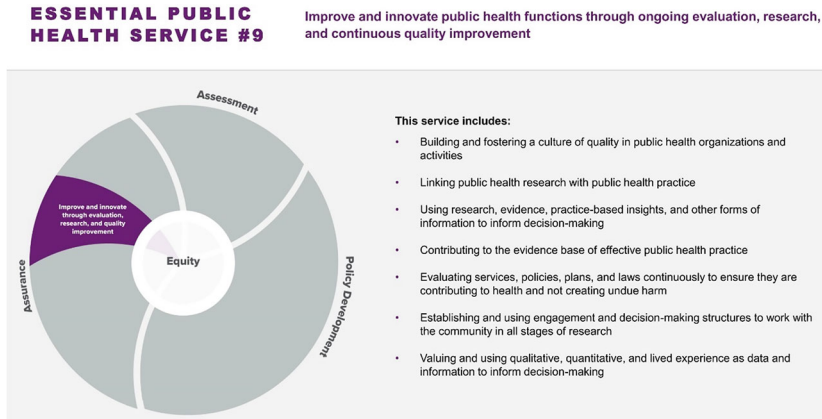 ESSENTIAL PUBLIC
HEALTH SERVICE #9
Improve and innovate public health functions through ongoing evaluation, research,
and continuous quality improvement
Assessment
Improve and innovate
through evaluation,
research, and quality
improvement
Equity
Assurance
Policy Development
This service includes:
• Building and fostering a culture of quality in public health organizations and
activities
• Linking public health research with public health practice
• Using research, evidence, practice-based insights, and other forms of
information to inform decision-making
• Contributing to the evidence base of effective public health practice
• Evaluating services, policies, plans, and laws continuously to ensure they are
contributing to health and not creating undue harm
• Establishing and using engagement and decision-making structures to work with
the community in all stages of research
• Valuing and using qualitative, quantitative, and lived experience as data and
information to inform decision-making